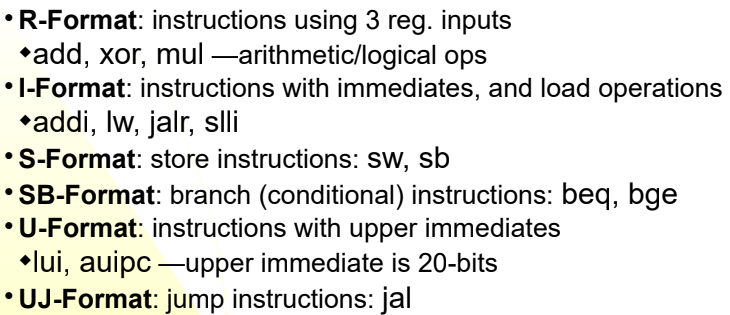 • R-Format: instructions using 3 reg. inputs
◆add, xor, mul —arithmetic/logical ops
• I-Format: instructions with immediates, and load operations
◆addi, lw, jalr, slli
• S-Format: store instructions: sw, sb
• SB-Format: branch (conditional) instructions: beq, bge
• U-Format: instructions with upper immediates
◆lui, auipc —upper immediate is 20-bits
• UJ-Format: jump instructions: jal